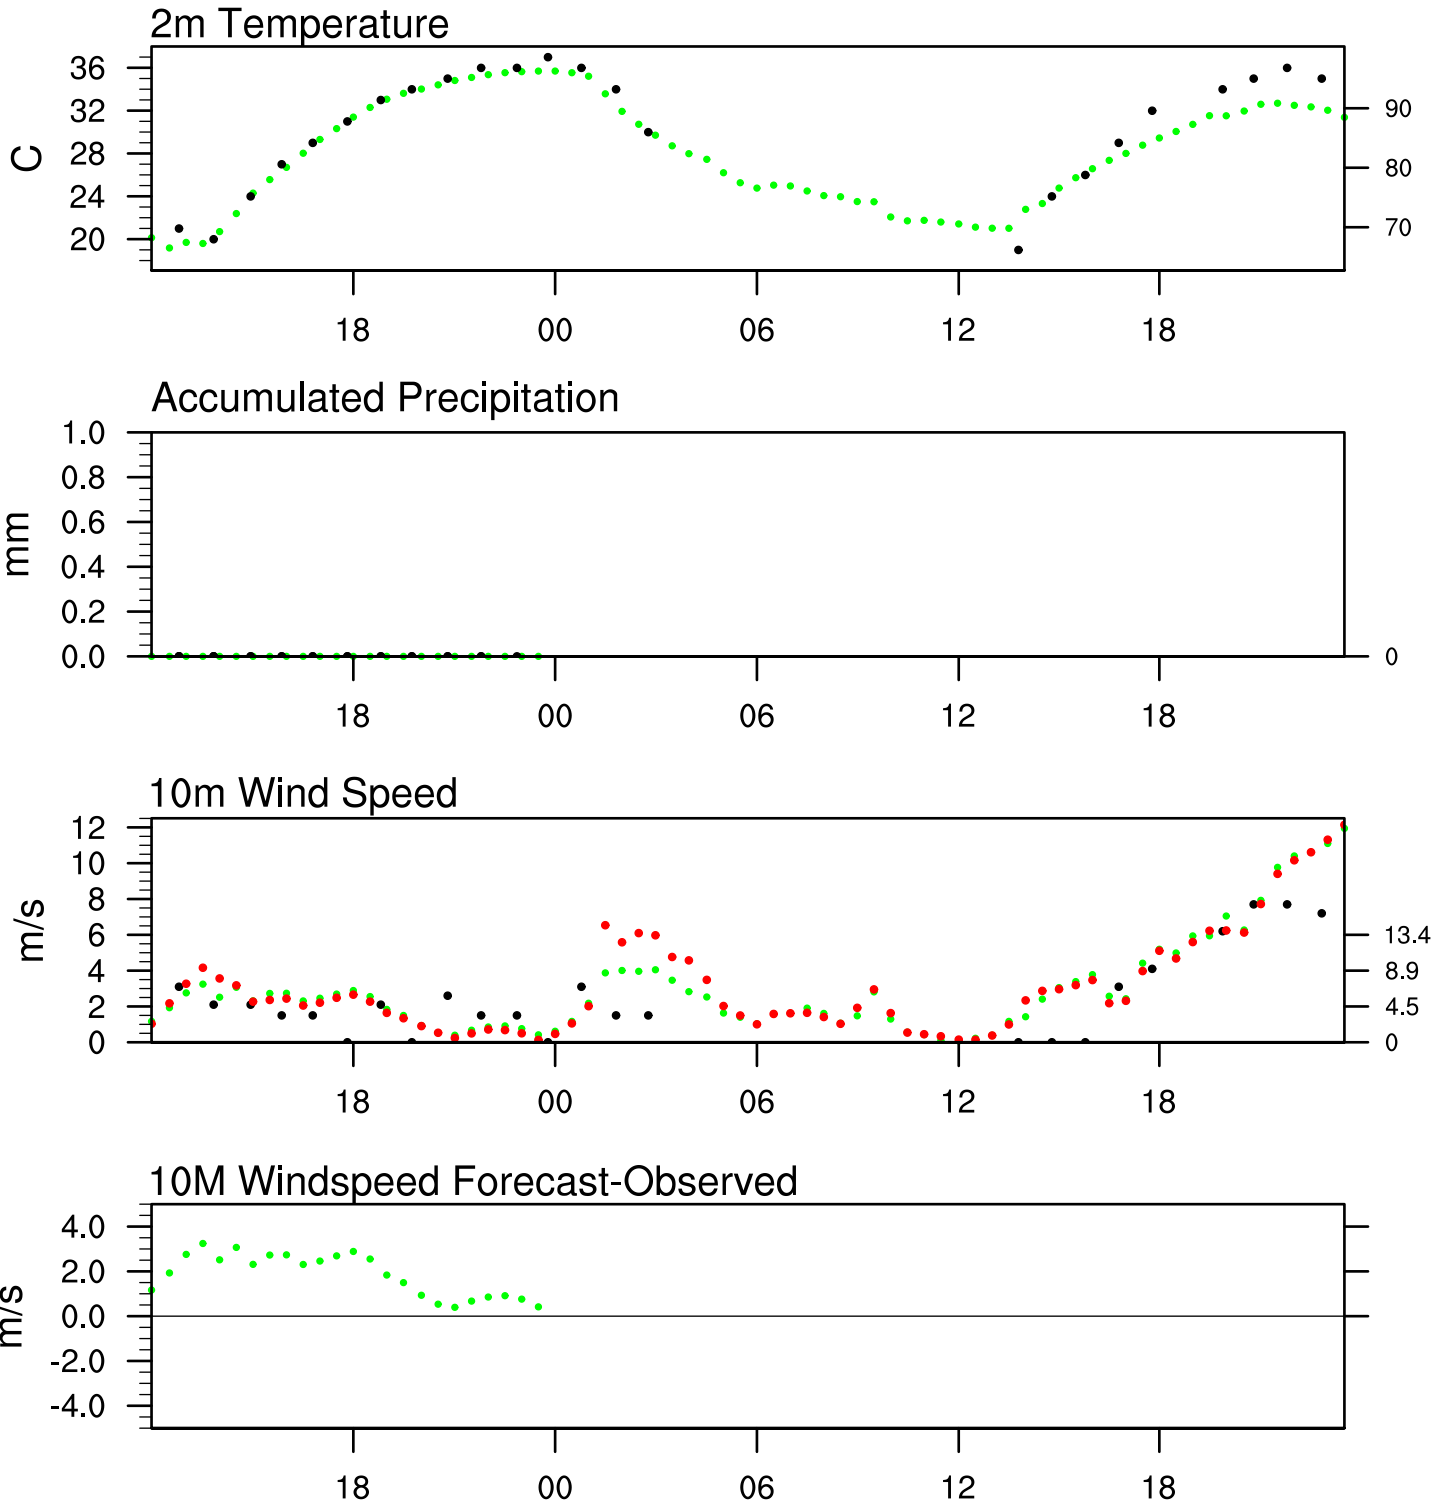 2m Temperature
36
32
28
24
20
C
90
80
70
18 00 06 12 18
Accumulated Precipitation
1.0
0.8
0.6
0.4
0.2
0.0
mm
0
18 00 06 12 18
10m Wind Speed
12
10
8
6
4
2
0
m/s
13.4
8.9
4.5
0
18 00 06 12 18
10M Windspeed Forecast-Observed
4.0
2.0
0.0
-2.0
-4.0
m/s
18 00 06 12 18